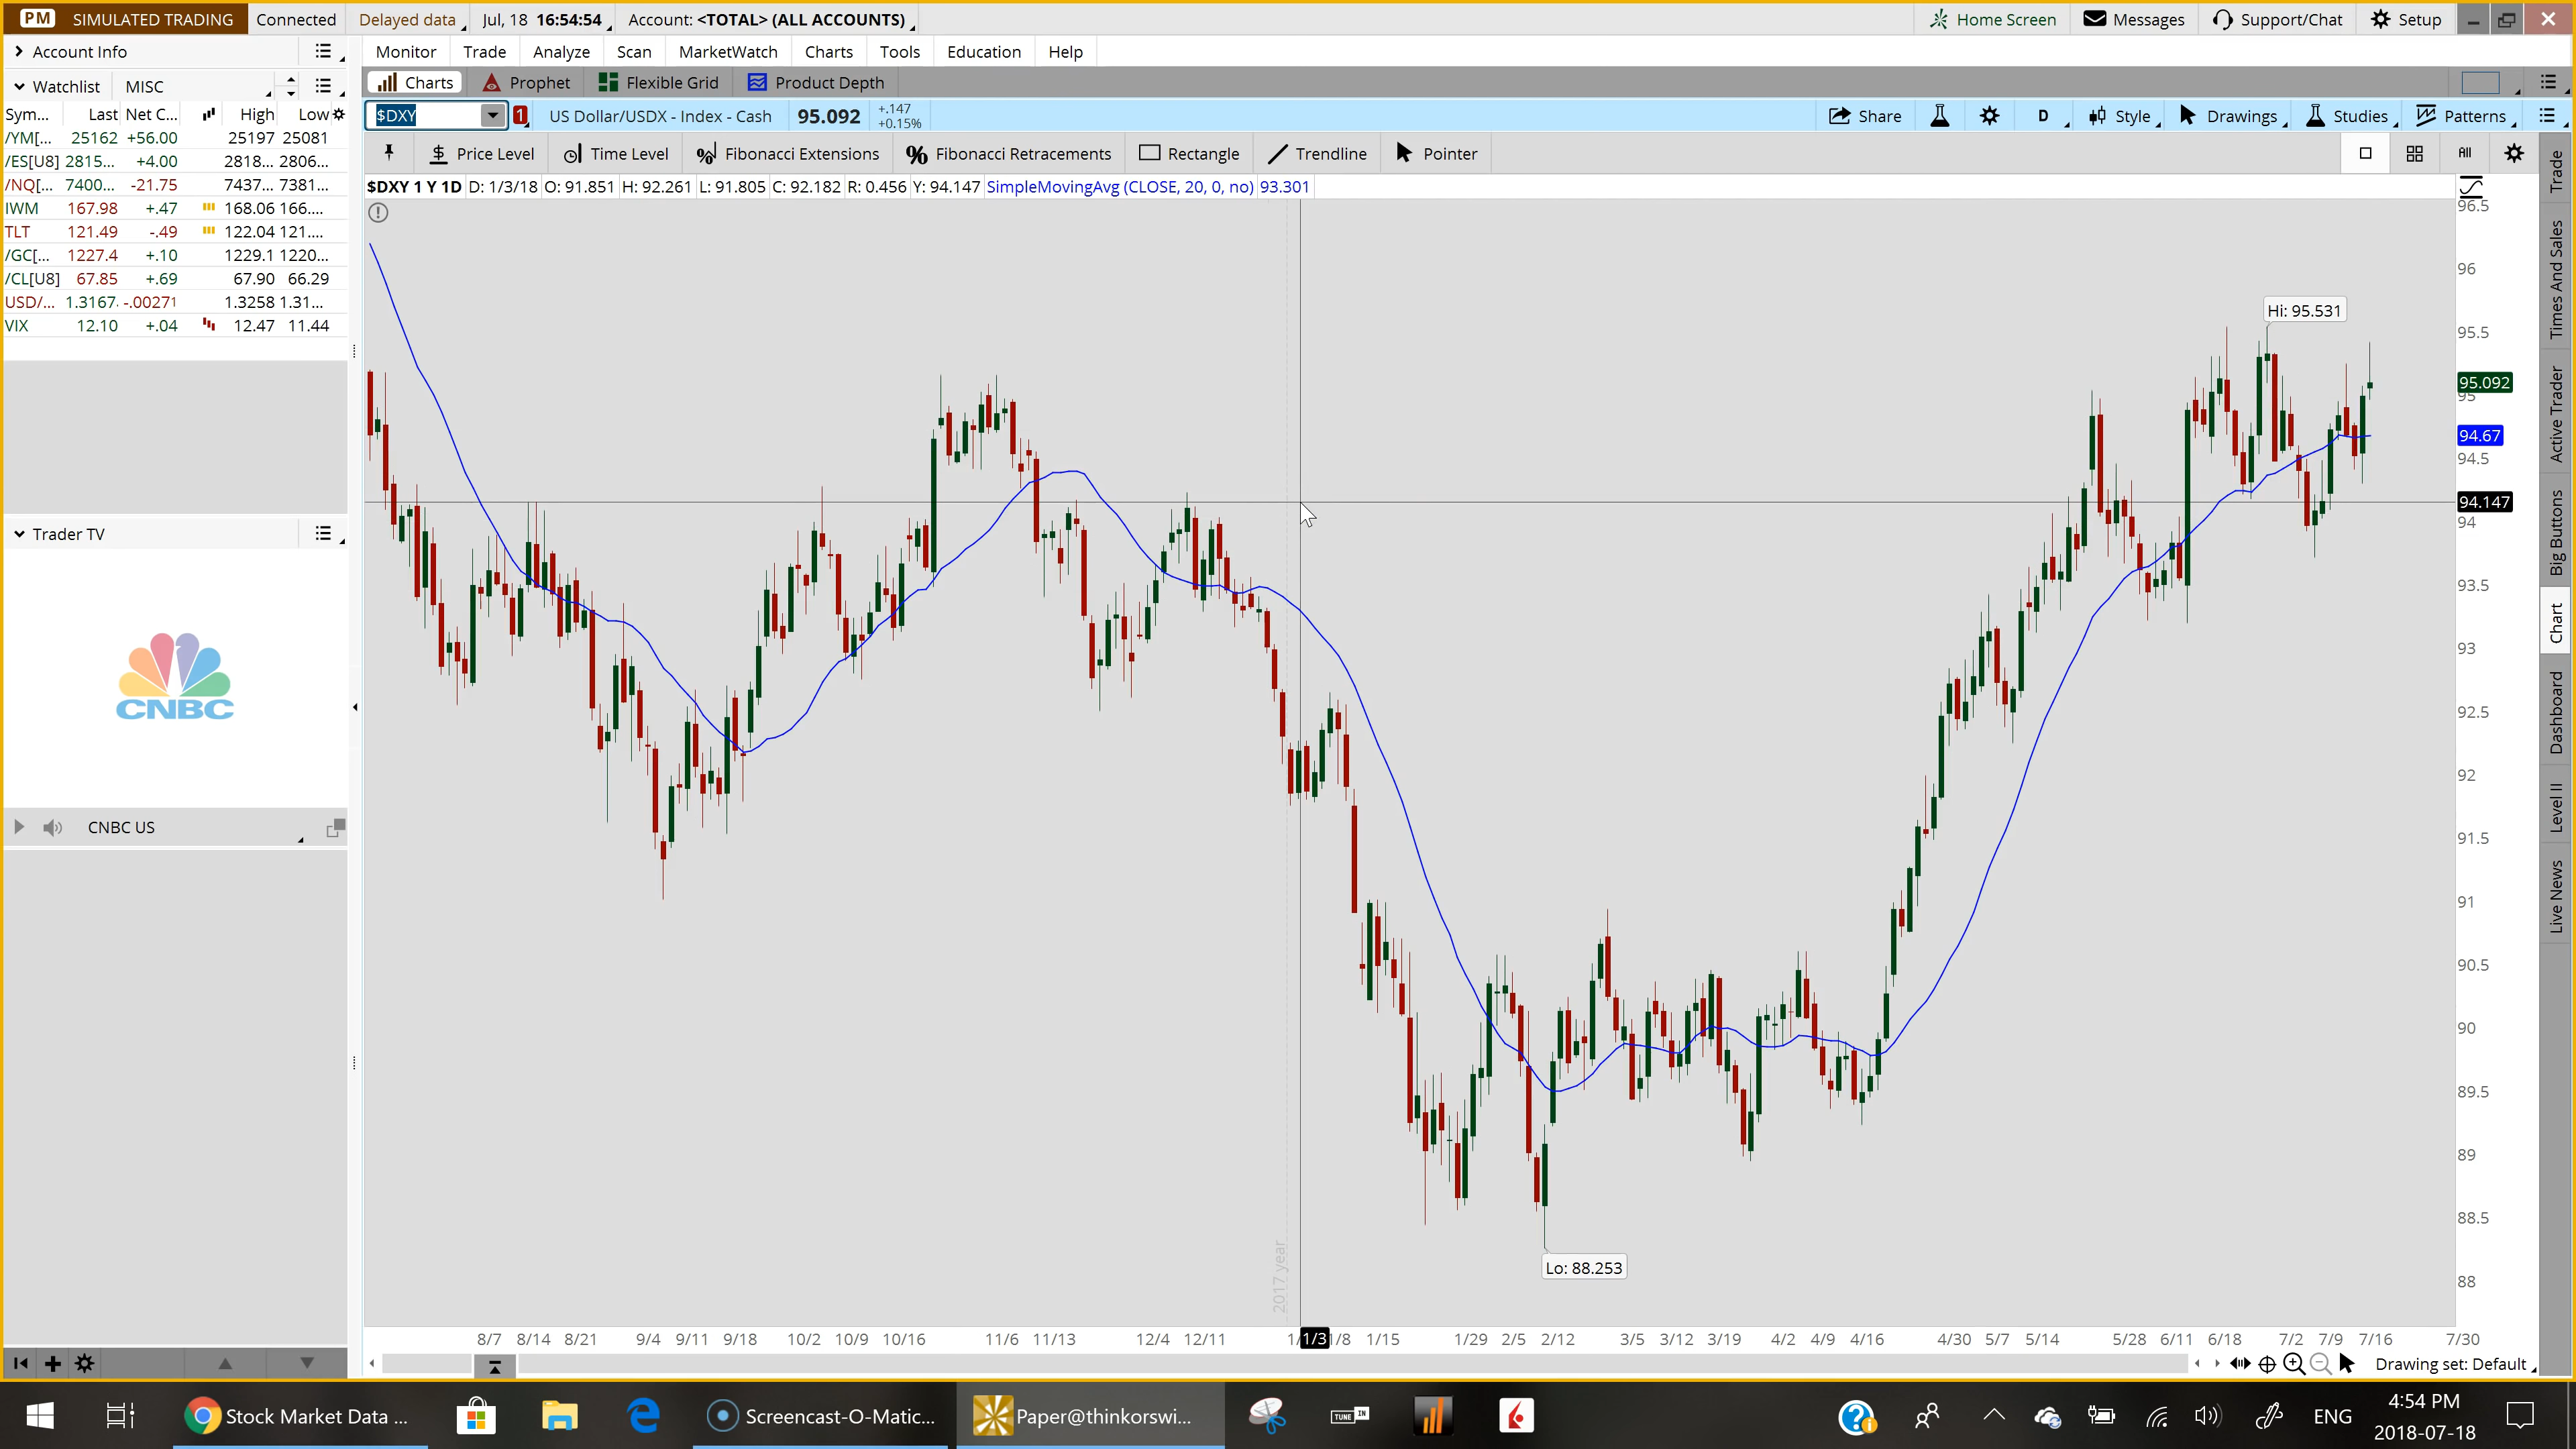 PM SIMULATED TRADING Connected Delayed data Jul, 18 16:54:54 Account: <TOTAL> (ALL ACCOUNTS) Home Screen Messages Support/Chat Setup
Account Info
Monitor Trade Analyze Scan MarketWatch Charts Tools Education Help
Watchlist MISC
Charts Prophet Flexible Grid Product Depth
Sym... Last Net C... High Low
/YM[... 25162 +56.00 25197 25081
/ES[U8] 2815... +4.00 2818... 2806...
/NQ[... 7400... -21.75 7437... 7381...
IWM 167.98 +.47 168.06 166....
TLT 121.49 -.49 122.04 121....
/GC[... 1227.4 +.10 1229.1 1220...
/CL[U8] 67.85 +.69 67.90 66.29
USD/... 1.3167 -.00271 1.3258 1.31...
VIX 12.10 +.04 12.47 11.44
Trader TV
CNBC
CNBC US
$DXY 1 US Dollar/USDX - Index - Cash 95.092 +.147 +0.15% Share D Style Drawings Studies Patterns
$ Price Level Time Level Fibonacci Extensions Fibonacci Retracements Rectangle Trendline Pointer All
$DXY 1 Y 1D D: 1/3/18 O: 91.851 H: 92.261 L: 91.805 C: 92.182 R: 0.456 Y: 94.147 SimpleMovingAvg (CLOSE, 20, 0, no) 93.301
96.5
96
Hi: 95.531
95.5
95.092
95
94.67
94.5
94.147
94
93.5
93
92.5
92
91.5
91
90.5
90
89.5
89
88.5
Lo: 88.253
88
2017 year
8/7 8/14 8/21 9/4 9/11 9/18 10/2 10/9 10/16 11/6 11/13 12/4 12/11 1/3 1/8 1/15 1/29 2/5 2/12 3/5 3/12 3/19 4/2 4/9 4/16 4/30 5/7 5/14 5/28 6/11 6/18 7/2 7/9 7/16 7/30
Drawing set: Default
Trade
Times And Sales
Active Trader
Big Buttons
Chart
Dashboard
Level II
Live News
Stock Market Data ... Screencast-O-Matic... Paper@thinkorswi... TUNE IN ENG 4:54 PM
2018-07-18